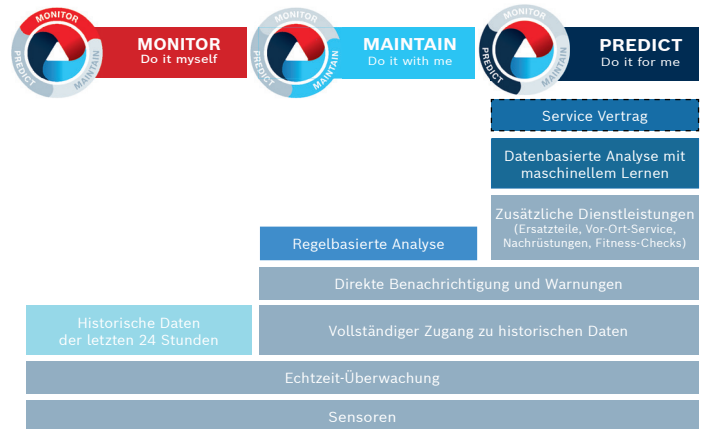 MONITOR
MAINTAIN
PREDICT
MONITOR
Do it myself
MONITOR
MAINTAIN
PREDICT
MAINTAIN
Do it with me
MONITOR
MAINTAIN
PREDICT
PREDICT
Do it for me
Service Vertrag
Datenbasierte Analyse mit
maschinellem Lernen
Zusätzliche Dienstleistungen
(Ersatzteile, Vor-Ort-Service,
Nachrüstungen, Fitness-Checks)
Regelbasierte Analyse
Direkte Benachrichtigung und Warnungen
Historische Daten
der letzten 24 Stunden
Vollständiger Zugang zu historischen Daten
Echtzeit-Überwachung
Sensoren